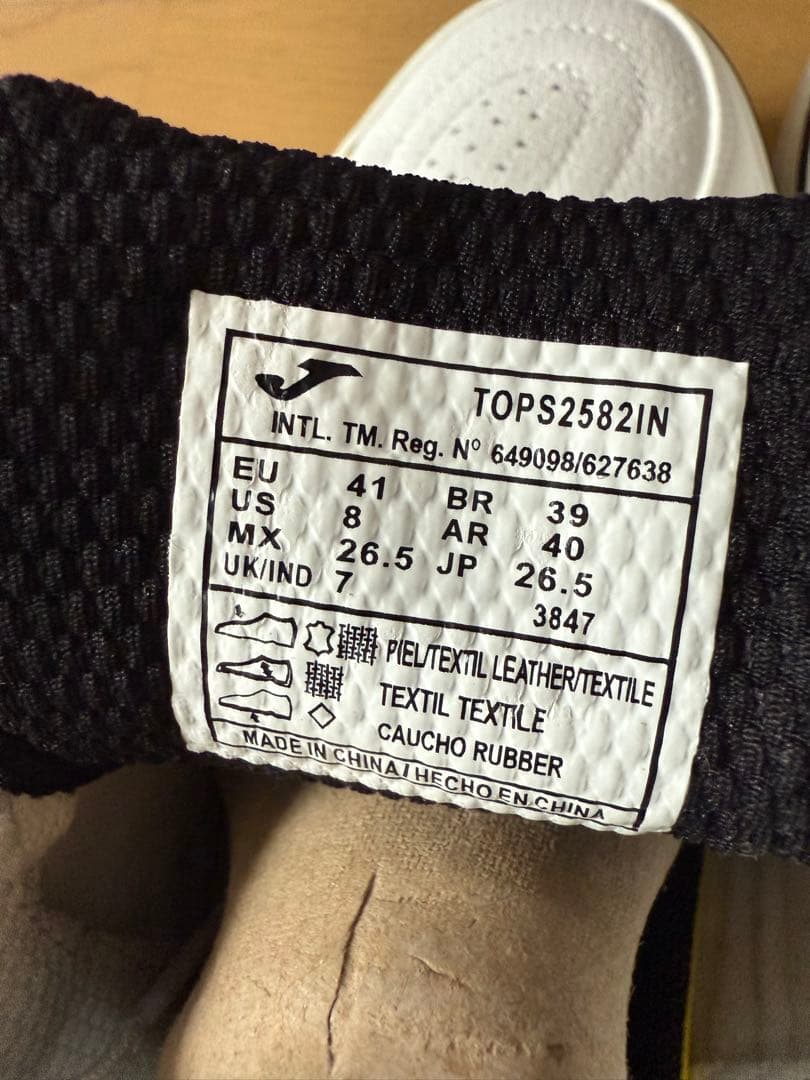 TOPS2582IN
INTL. TM. Reg. Nº 649098/627638
EU 41 BR 39
US 8 AR 40
MX 26.5 JP 26.5
UK/IND 7
3847
PIEL/TEXTIL LEATHER/TEXTILE
TEXTIL TEXTILE
CAUCHO RUBBER
MADE IN CHINA / HECHO EN CHINA